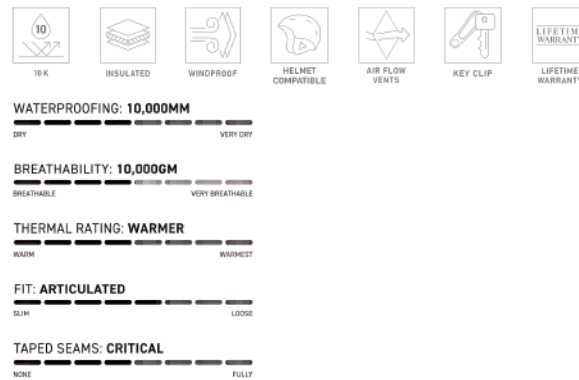 10
LIFETIME
WARRANTY
10 K
INSULATED
WINDPROOF
HELMET
COMPATIBLE
AIR FLOW
VENTS
KEY CLIP
LIFETIME
WARRANTY
WATERPROOFING: 10,000MM
DRY VERY DRY
BREATHABILITY: 10,000GM
BREATHABLE VERY BREATHABLE
THERMAL RATING: WARMER
WARM WARMEST
FIT: ARTICULATED
SLIM LOOSE
TAPED SEAMS: CRITICAL
NONE FULLY